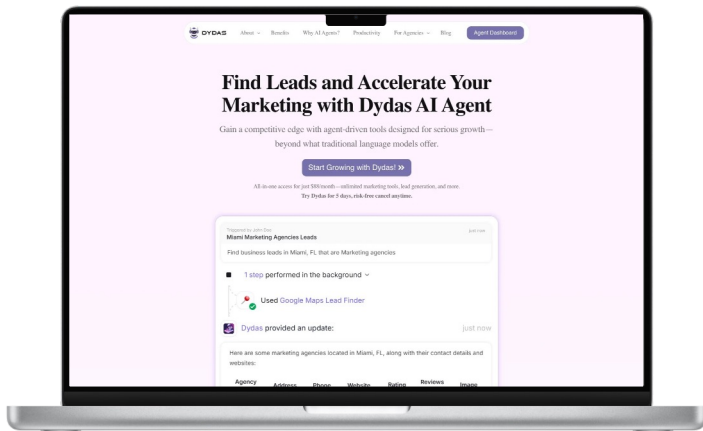 DYDAS About Benefits Why AI Agents? Productivity For Agencies Blog Agent Dashboard
Find Leads and Accelerate Your
Marketing with Dydas AI Agent
Gain a competitive edge with agent-driven tools designed for serious growth—
beyond what traditional language models offer.
Start Growing with Dydas! »
All-in-one access for just $88/month – unlimited marketing tools, lead generation, and more.
Try Dydas for 5 days, risk-free cancel anytime.
Triggered by John Doe just now
Miami Marketing Agencies Leads
Find business leads in Miami, FL that are Marketing agencies
1 step performed in the background
Used Google Maps Lead Finder
Dydas provided an update: just now
Here are some marketing agencies located in Miami, FL, along with their contact details and
websites:
Agency Address Phone Website Rating Reviews Image